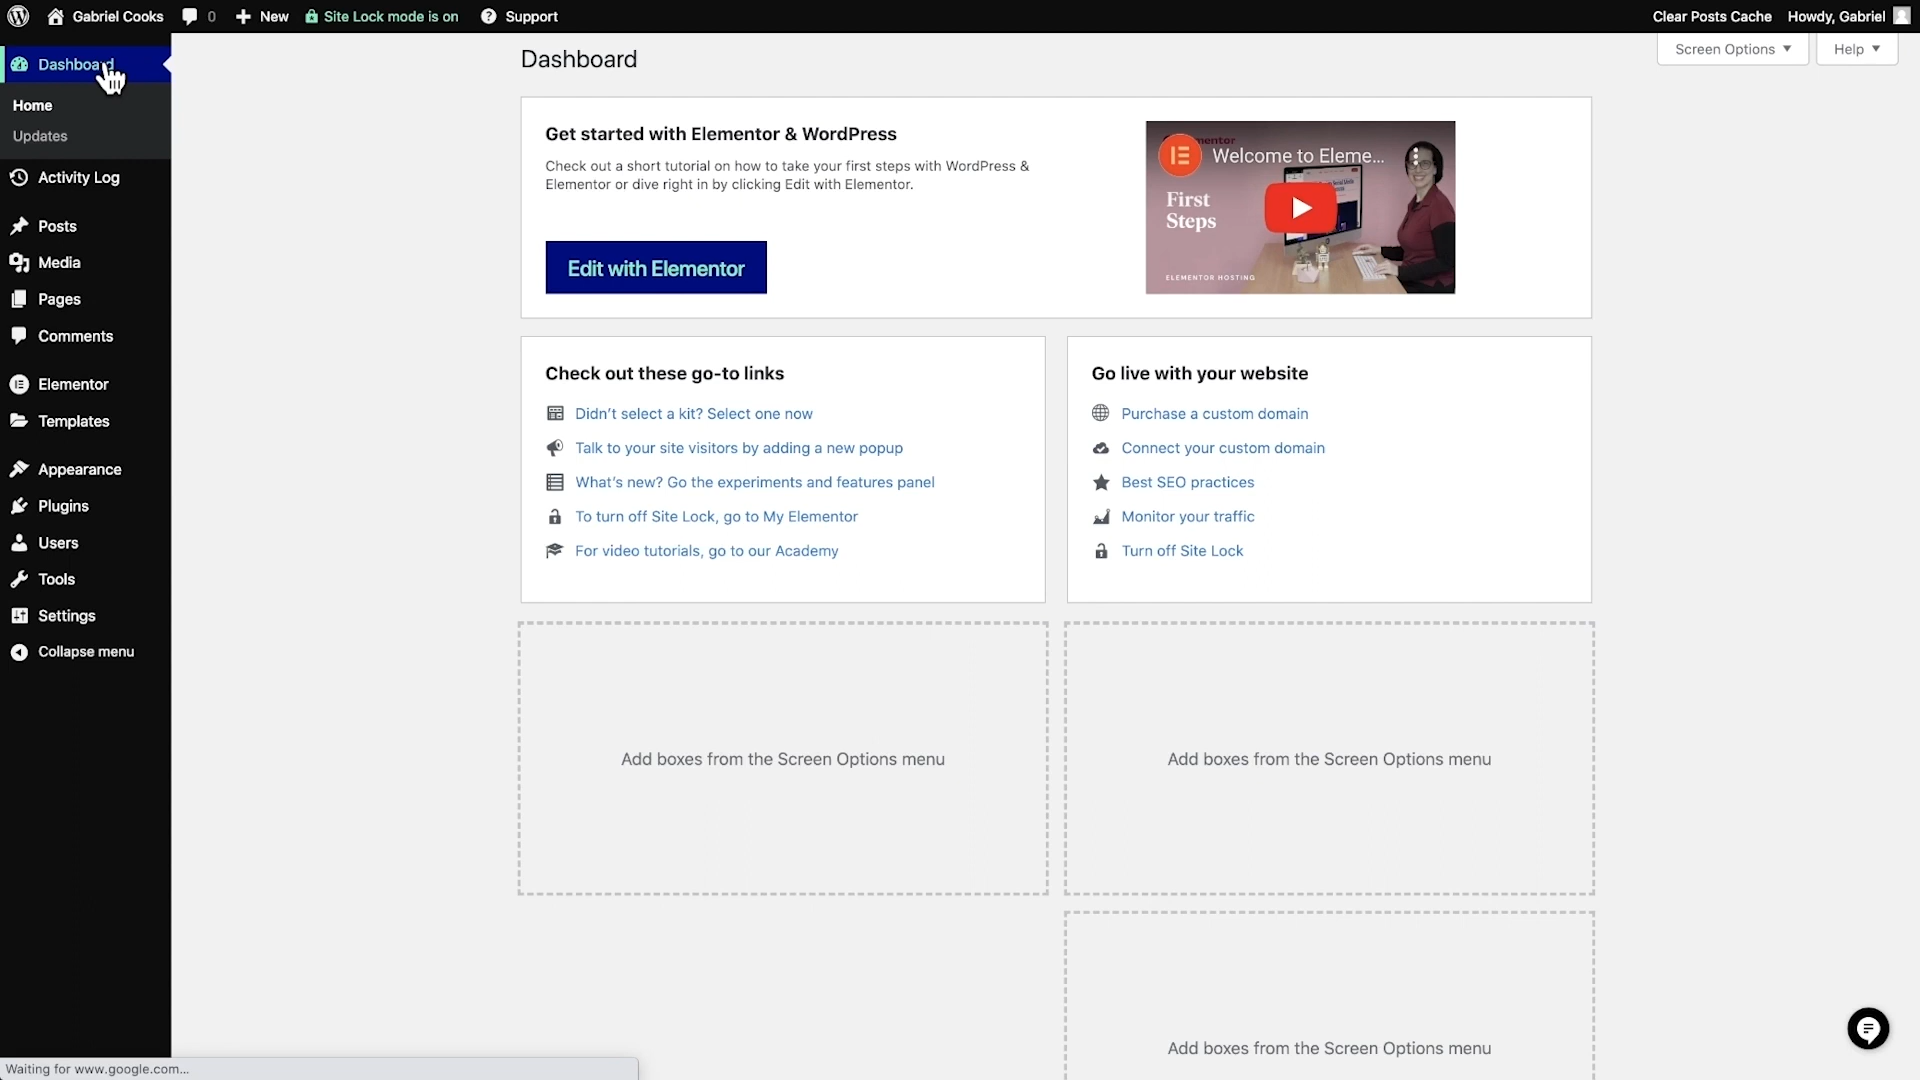 Gabriel Cooks
0
New
Site Lock mode is on
Support
Clear Posts Cache
Howdy, Gabriel
Dashboard
Home
Updates
Activity Log
Posts
Media
Pages
Comments
Elementor
Templates
Appearance
Plugins
Users
Tools
Settings
Collapse menu
Dashboard
Screen Options
Help
Get started with Elementor & WordPress
Check out a short tutorial on how to take your first steps with WordPress &
Elementor or dive right in by clicking Edit with Elementor.
Edit with Elementor
Welcome to Eleme...
First
Steps
ELEMENTOR HOSTING
Check out these go-to links
Didn't select a kit? Select one now
Talk to your site visitors by adding a new popup
What's new? Go the experiments and features panel
To turn off Site Lock, go to My Elementor
For video tutorials, go to our Academy
Go live with your website
Purchase a custom domain
Connect your custom domain
Best SEO practices
Monitor your traffic
Turn off Site Lock
Add boxes from the Screen Options menu
Add boxes from the Screen Options menu
Add boxes from the Screen Options menu
Waiting for www.google.com...